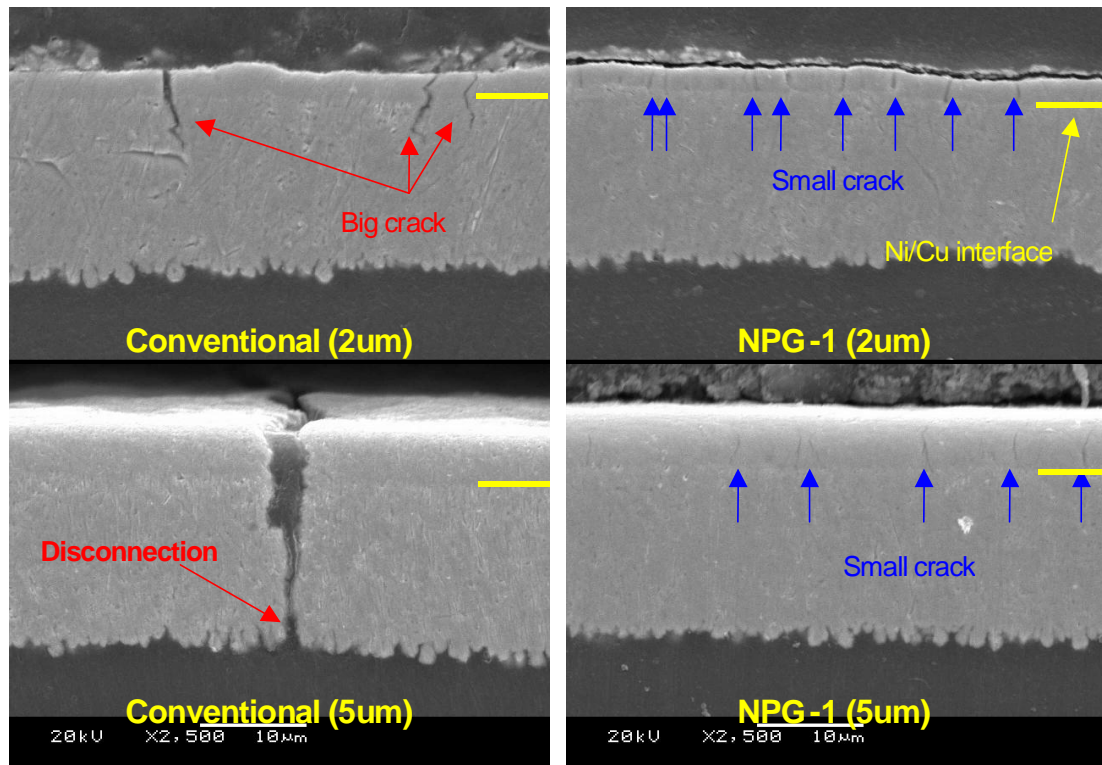 Big crack
Conventional (2um)
Small crack
Ni/Cu interface
NPG-1 (2um)
Disconnection
Conventional (5um)
20kV X2,500 10μm
Small crack
NPG-1 (5um)
20kV X2,500 10μm